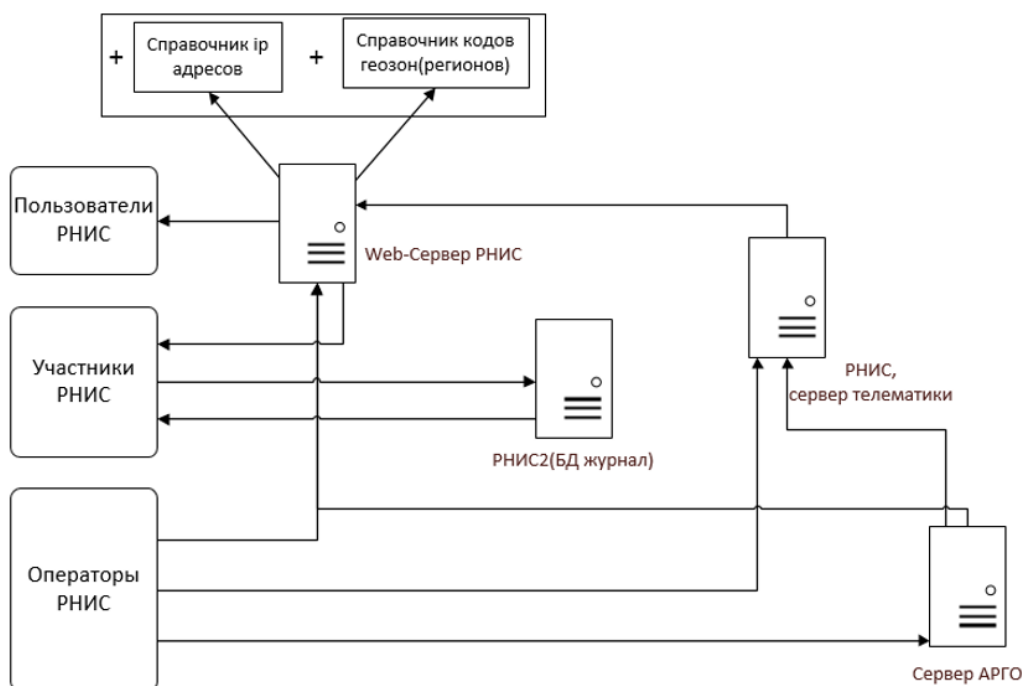 +
Справочник ip
адресов
+
Справочник кодов
геозон(регионов)
Пользователи
РНИС
Web-Сервер РНИС
Участники
РНИС
РНИС,
сервер телематики
РНИС2(БД журнал)
Операторы
РНИС
Сервер АРГО